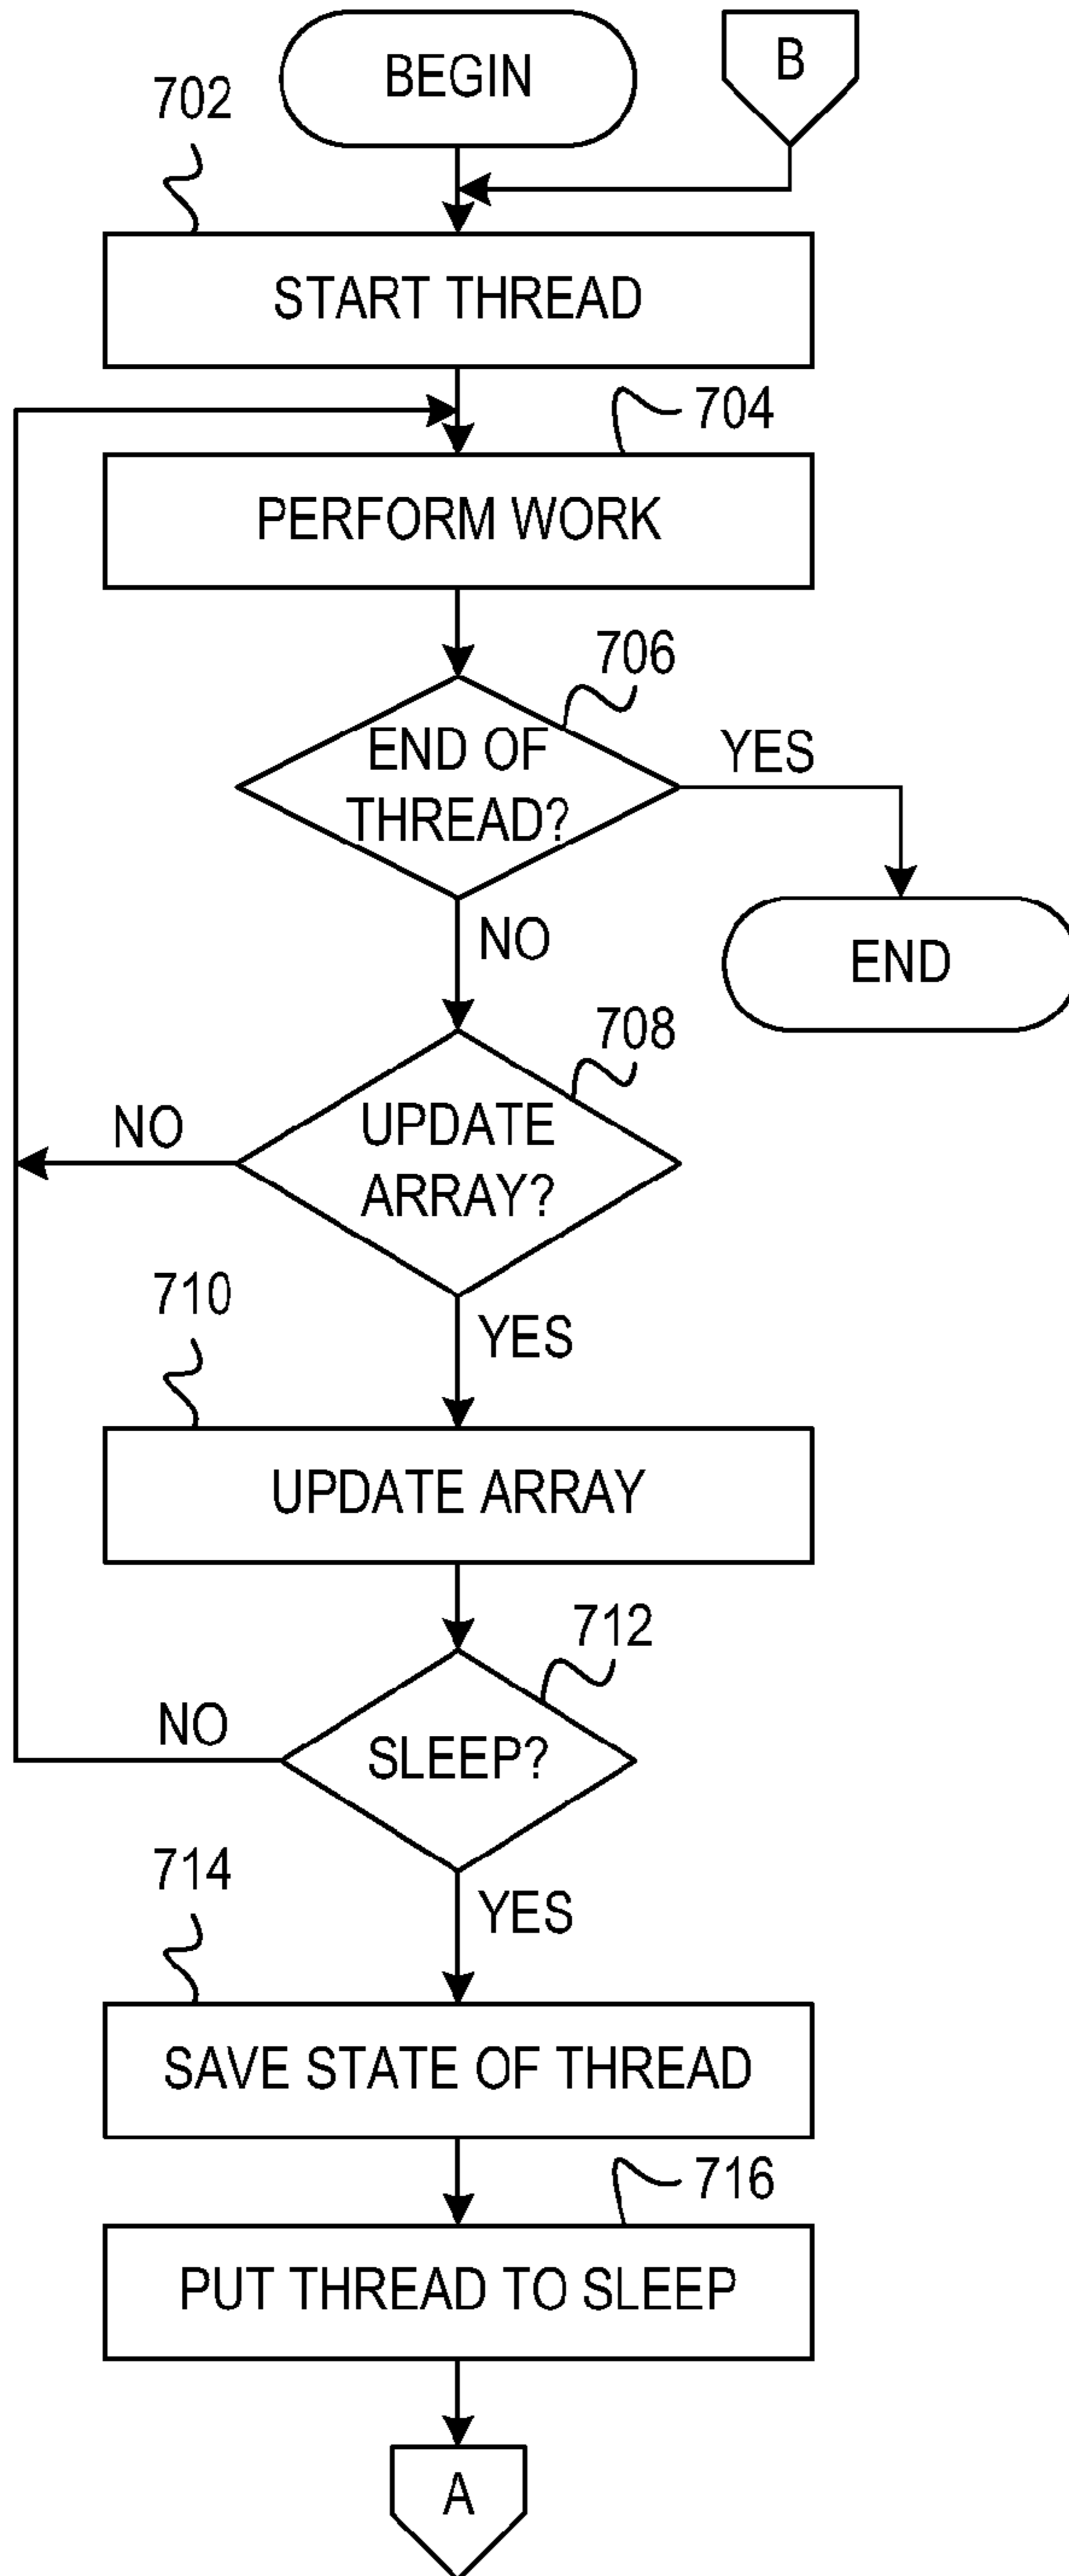 BEGIN
B
702
START THREAD
704
PERFORM WORK
706
END OF
THREAD?
YES
NO
END
708
UPDATE
ARRAY?
NO
710
YES
UPDATE ARRAY
712
SLEEP?
NO
714
YES
SAVE STATE OF THREAD
716
PUT THREAD TO SLEEP
A